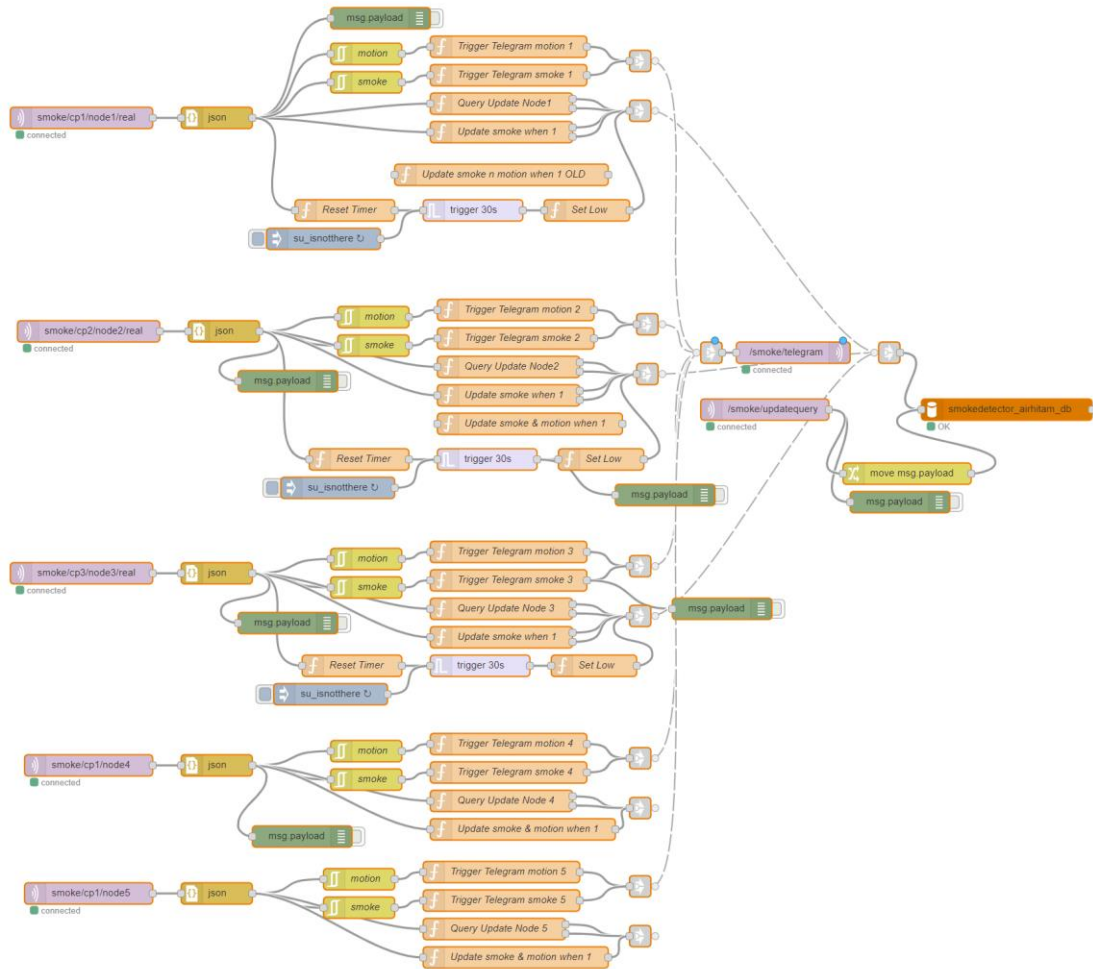 msg.payload
motion
Trigger Telegram motion 1
smoke
Trigger Telegram smoke 1
smoke/cp1/node1/real
json
Query Update Node1
connected
Update smoke when 1
Update smoke n motion when 1 OLD
Reset Timer
trigger 30s
Set Low
su_isnotthere ↻
smoke/cp2/node2/real
json
motion
Trigger Telegram motion 2
connected
smoke
Trigger Telegram smoke 2
Query Update Node2
msg.payload
Update smoke when 1
Update smoke & motion when 1
Reset Timer
trigger 30s
Set Low
su_isnotthere ↻
msg.payload
/smoke/telegram
connected
/smoke/updatequery
connected
smokedetector_airhitam_db
OK
move msg.payload
msg.payload
smoke/cp3/node3/real
json
motion
Trigger Telegram motion 3
connected
smoke
Trigger Telegram smoke 3
Query Update Node 3
msg.payload
msg.payload
Update smoke when 1
Reset Timer
trigger 30s
Set Low
su_isnotthere ↻
smoke/cp1/node4
json
motion
Trigger Telegram motion 4
connected
smoke
Trigger Telegram smoke 4
Query Update Node 4
msg.payload
Update smoke & motion when 1
smoke/cp1/node5
json
motion
Trigger Telegram motion 5
connected
smoke
Trigger Telegram smoke 5
Query Update Node 5
Update smoke & motion when 1